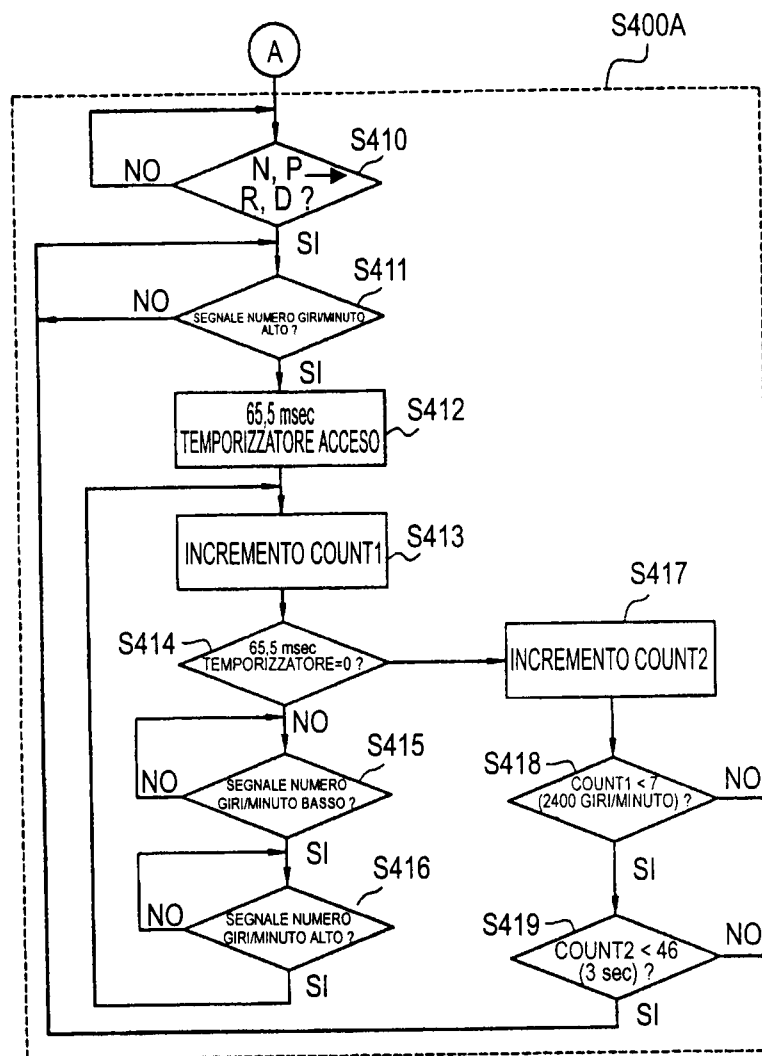 S400A
A
S410
NO
N, P
R, D ?
SI
S411
NO
SEGNALE NUMERO GIRI/MINUTO
ALTO ?
SI
S412
65,5 msec
TEMPORIZZATORE ACCESO
S413
INCREMENTO COUNT1
S417
INCREMENTO COUNT2
S414
65,5 msec
TEMPORIZZATORE=0 ?
NO
S415
NO
SEGNALE NUMERO
GIRI/MINUTO BASSO ?
SI
S418
COUNT1 < 7
(2400 GIRI/MINUTO) ?
NO
SI
S416
NO
SEGNALE NUMERO
GIRI/MINUTO ALTO ?
SI
S419
COUNT2 < 46
(3 sec) ?
NO
SI